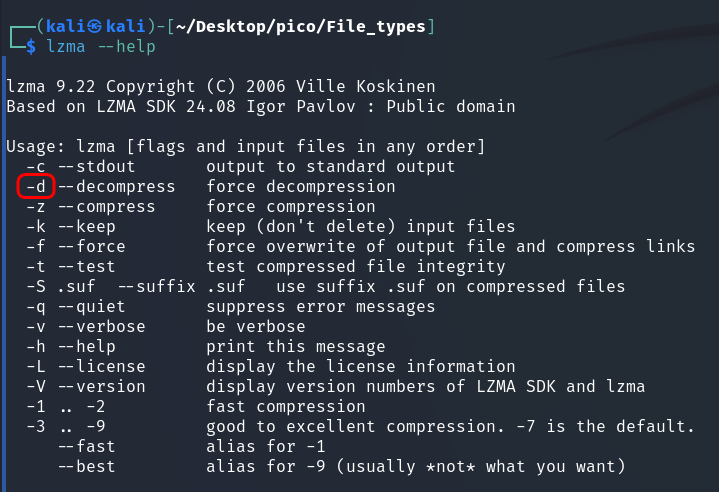 ┌──(kali㉿kali)-[~/Desktop/pico/File_types]
└─$ lzma --help
lzma 9.22 Copyright (C) 2006 Ville Koskinen
Based on LZMA SDK 24.08 Igor Pavlov : Public domain
Usage: lzma [flags and input files in any order]
  -c --stdout       output to standard output
  -d --decompress   force decompression
  -z --compress     force compression
  -k --keep         keep (don't delete) input files
  -f --force        force overwrite of output file and compress links
  -t --test         test compressed file integrity
  -S .suf  --suffix .suf   use suffix .suf on compressed files
  -q --quiet        suppress error messages
  -v --verbose      be verbose
  -h --help         print this message
  -L --license      display the license information
  -V --version      display version numbers of LZMA SDK and lzma
  -1 .. -2          fast compression
  -3 .. -9          good to excellent compression. -7 is the default.
     --fast         alias for -1
     --best         alias for -9 (usually *not* what you want)